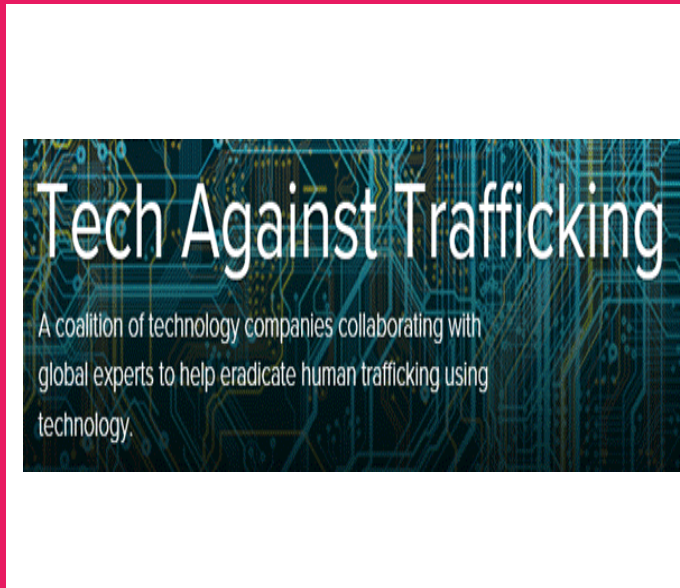 Tech Against Trafficking
A coalition of technology companies collaborating with
global experts to help eradicate human trafficking using
technology.